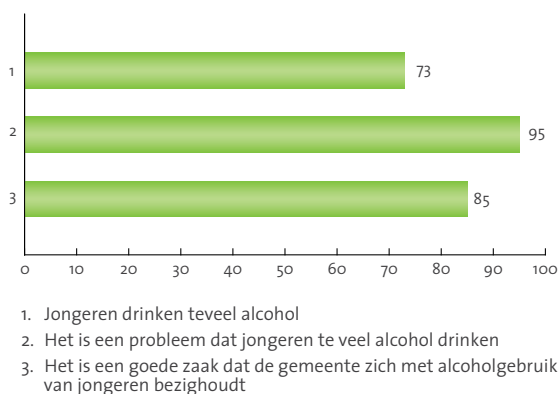 1 73
2 95
3 85
0 10 20 30 40 50 60 70 80 90 100
1. Jongeren drinken teveel alcohol
2. Het is een probleem dat jongeren te veel alcohol drinken
3. Het is een goede zaak dat de gemeente zich met alcoholgebruik
van jongeren bezighoudt